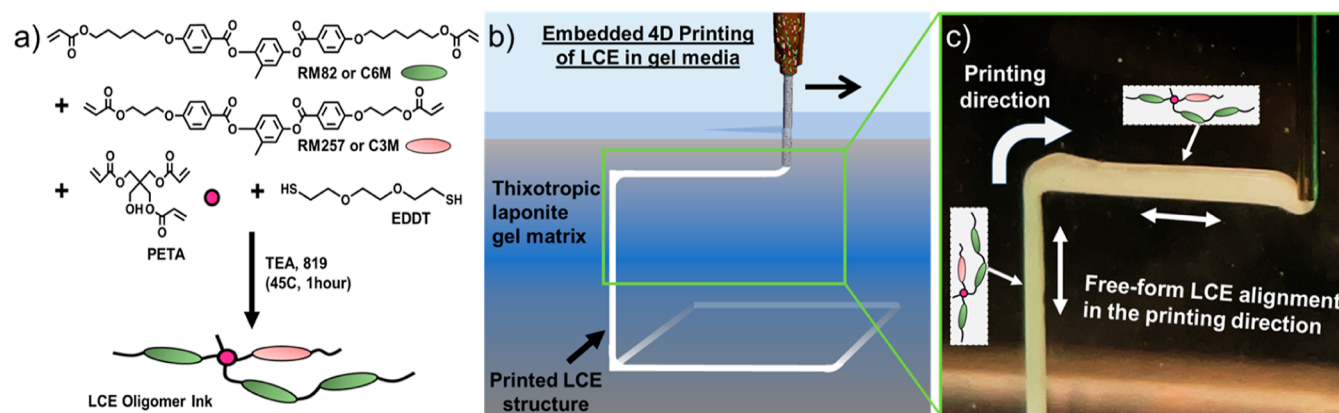 a)
O
O
O
O
O
O
O
O
O
O
RM82 or C6M
+
O
O
O
O
O
O
O
O
O
O
RM257 or C3M
+
O
O
O
O
OH
O
O
PETA
+
HS
O
O
SH
EDDT
TEA, 819
(45C, 1hour)
LCE Oligomer Ink
b)
Embedded 4D Printing
of LCE in gel media
Thixotropic
laponite
gel matrix
Printed LCE
structure
c)
Printing
direction
Free-form LCE alignment
in the printing direction